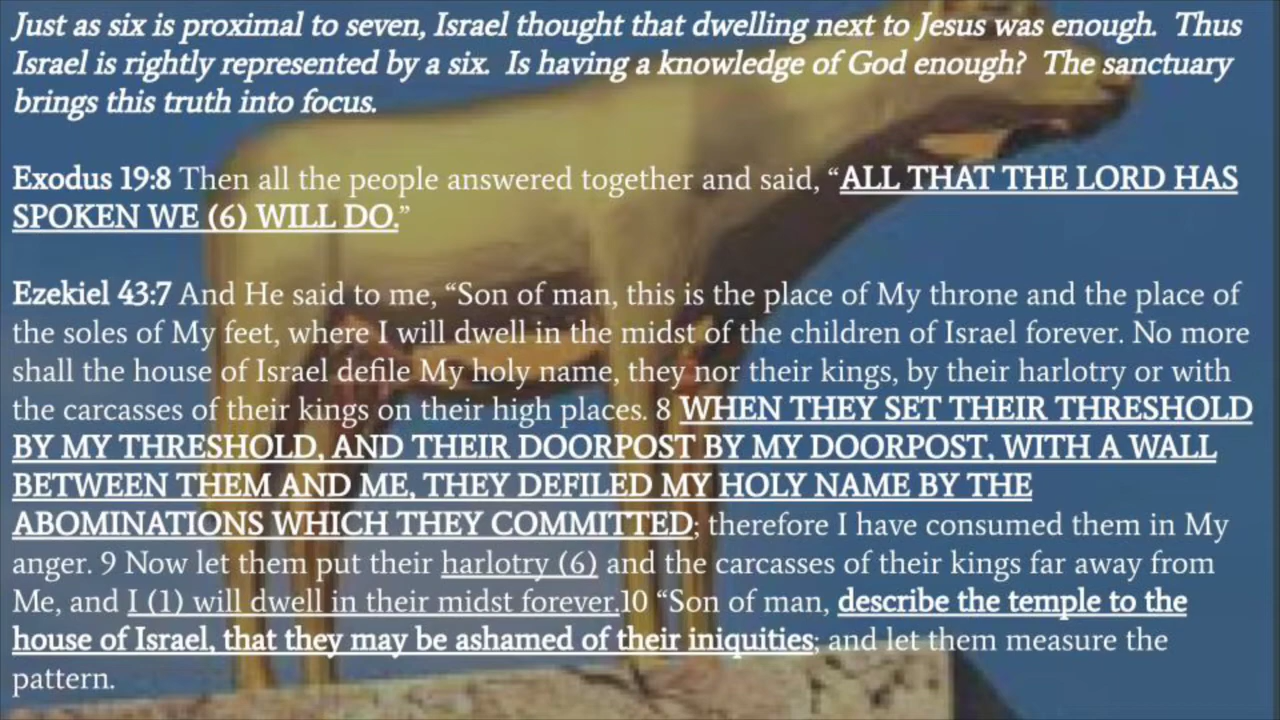 Just as six is proximal to seven, Israel thought that dwelling next to Jesus was enough.  Thus
Israel is rightly represented by a six.  Is having a knowledge of God enough?  The sanctuary
brings this truth into focus.
Exodus 19:8 Then all the people answered together and said, “ALL THAT THE LORD HAS
SPOKEN WE (6) WILL DO.”
Ezekiel 43:7 And He said to me, “Son of man, this is the place of My throne and the place of
the soles of My feet, where I will dwell in the midst of the children of Israel forever. No more
shall the house of Israel defile My holy name, they nor their kings, by their harlotry or with
the carcasses of their kings on their high places. 8 WHEN THEY SET THEIR THRESHOLD
BY MY THRESHOLD, AND THEIR DOORPOST BY MY DOORPOST, WITH A WALL
BETWEEN THEM AND ME, THEY DEFILED MY HOLY NAME BY THE
ABOMINATIONS WHICH THEY COMMITTED; therefore I have consumed them in My
anger. 9 Now let them put their harlotry (6) and the carcasses of their kings far away from
Me, and I (1) will dwell in their midst forever.10 “Son of man, describe the temple to the
house of Israel, that they may be ashamed of their iniquities; and let them measure the
pattern.